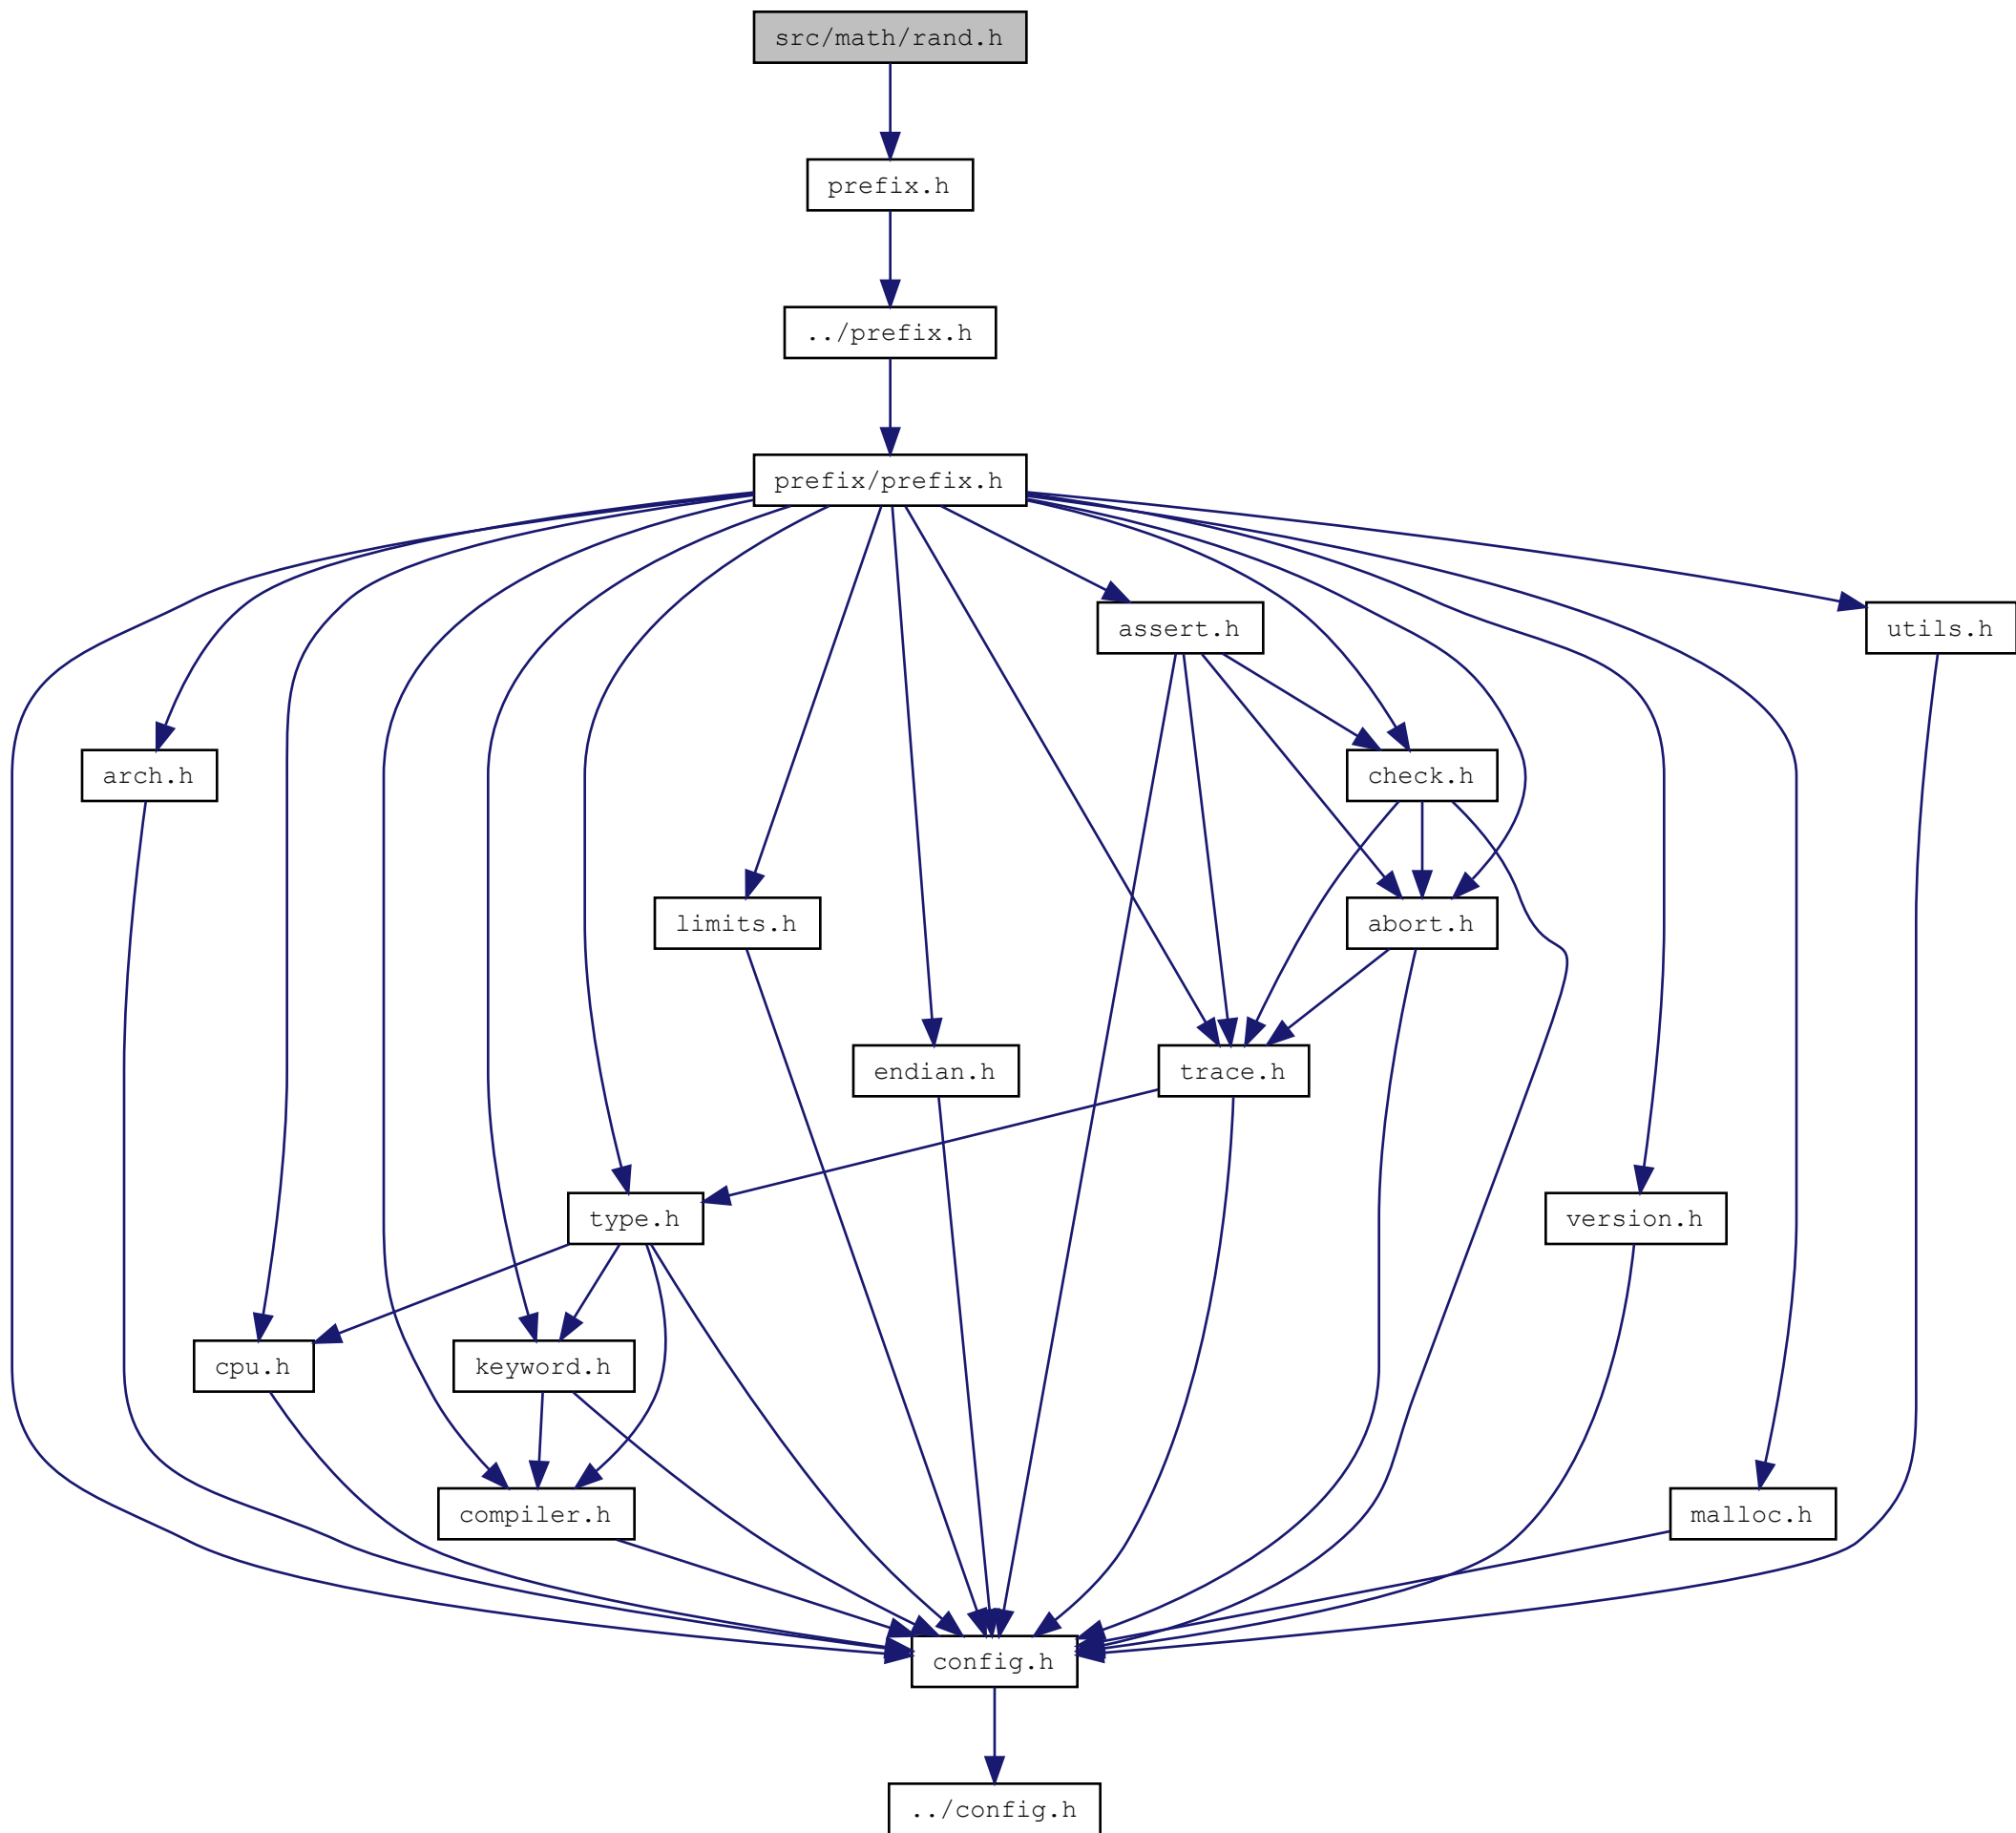 src/math/rand.h
prefix.h
../prefix.h
prefix/prefix.h
assert.h
utils.h
arch.h
check.h
limits.h
abort.h
endian.h
trace.h
type.h
version.h
cpu.h
keyword.h
compiler.h
malloc.h
config.h
../config.h